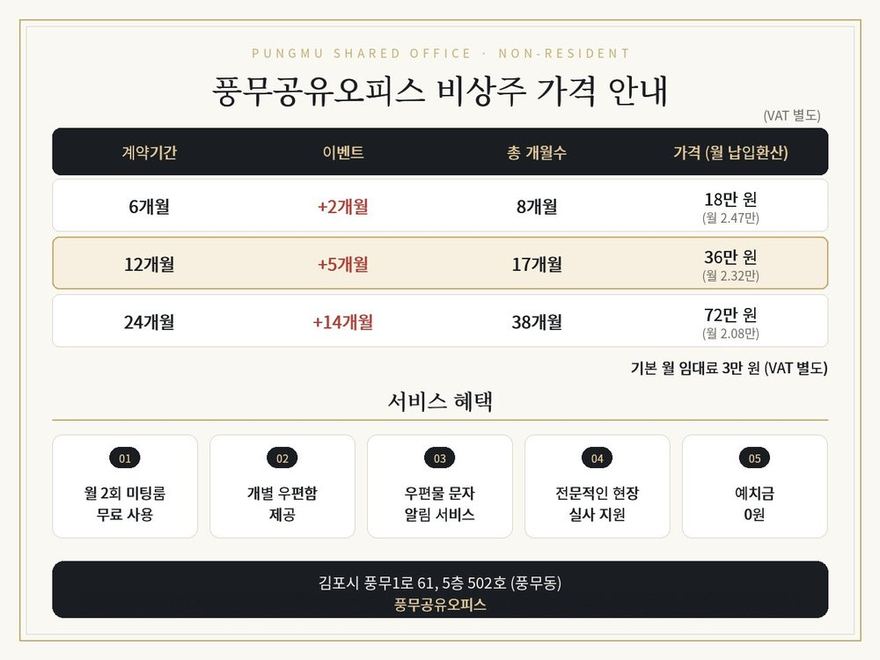 PUNGMU SHARED OFFICE · NON-RESIDENT
풍무공유오피스 비상주 가격 안내
(VAT 별도)
계약기간 이벤트 총 개월수 가격 (월 납입환산)
6개월 +2개월 8개월 18만 원
(월 2.47만)
12개월 +5개월 17개월 36만 원
(월 2.32만)
24개월 +14개월 38개월 72만 원
(월 2.08만)
기본 월 임대료 3만 원 (VAT 별도)
서비스 혜택
01
월 2회 미팅룸
무료 사용
02
개별 우편함
제공
03
우편물 문자
알림 서비스
04
전문적인 현장
실사 지원
05
예치금
0원
김포시 풍무1로 61, 5층 502호 (풍무동)
풍무공유오피스